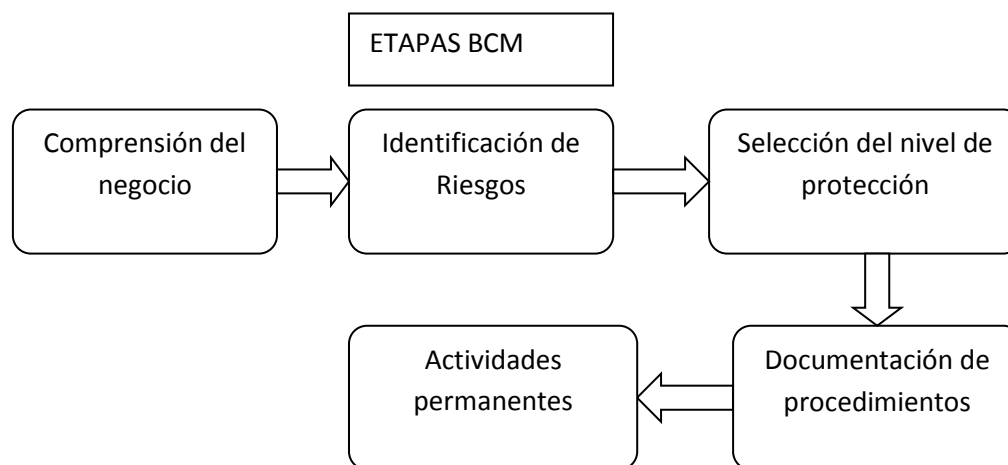 ETAPAS BCM
Comprensión del
negocio
Identificación de
Riesgos
Selección del nivel de
protección
Documentación de
procedimientos
Actividades
permanentes